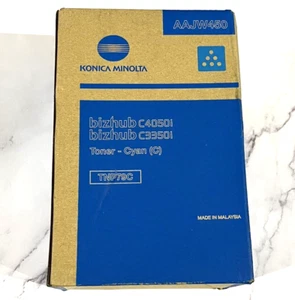 AAJW450
KONICA MINOLTA
bizhub C4050i
bizhub C3350i
Toner - Cyan (C)
TNP79C
MADE IN MALAYSIA